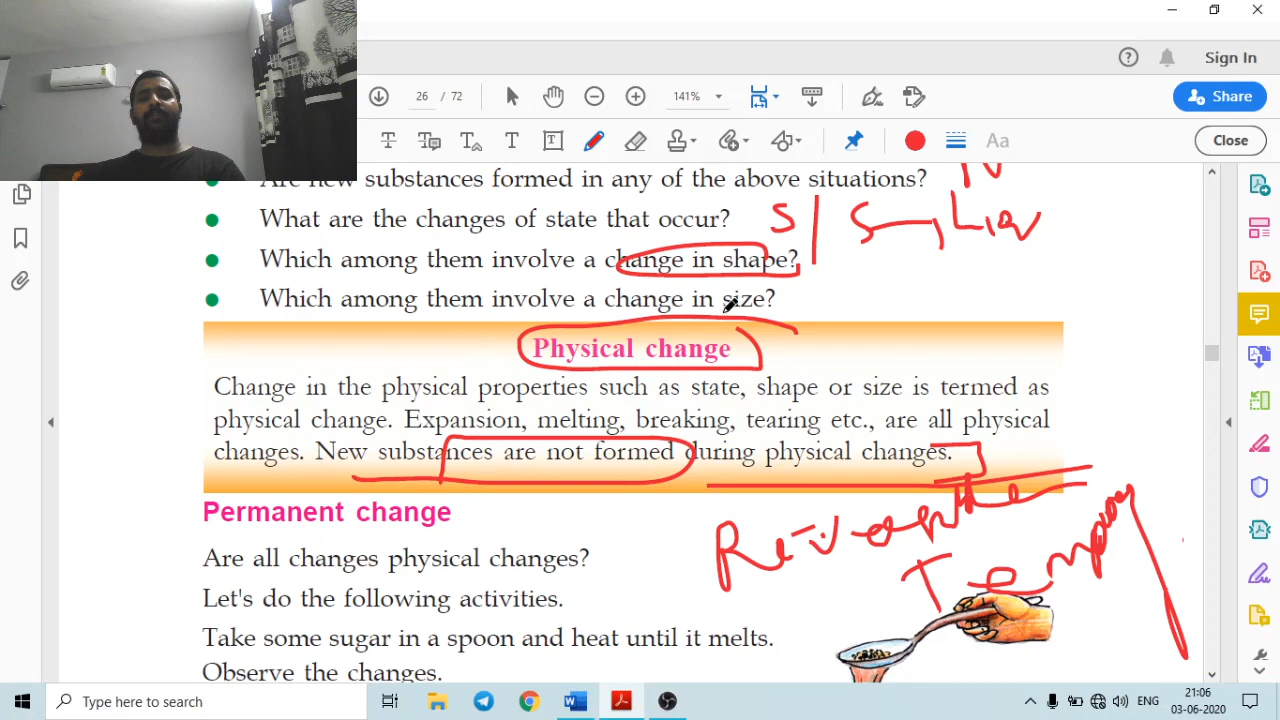 Sign In
26 / 72
141%
Share
T
T
T
T
Aa
Close
Are new substances formed in any of the above situations?
What are the changes of state that occur?
S | S Liq
Which among them involve a change in shape?
Which among them involve a change in size?
Physical change
Change in the physical properties such as state, shape or size is termed as
physical change. Expansion, melting, breaking, tearing etc., are all physical
changes. New substances are not formed during physical changes.
Permanent change
Are all changes physical changes?
Let's do the following activities.
Take some sugar in a spoon and heat until it melts.
Observe the changes.
Type here to search
ENG
21:06
03-06-2020